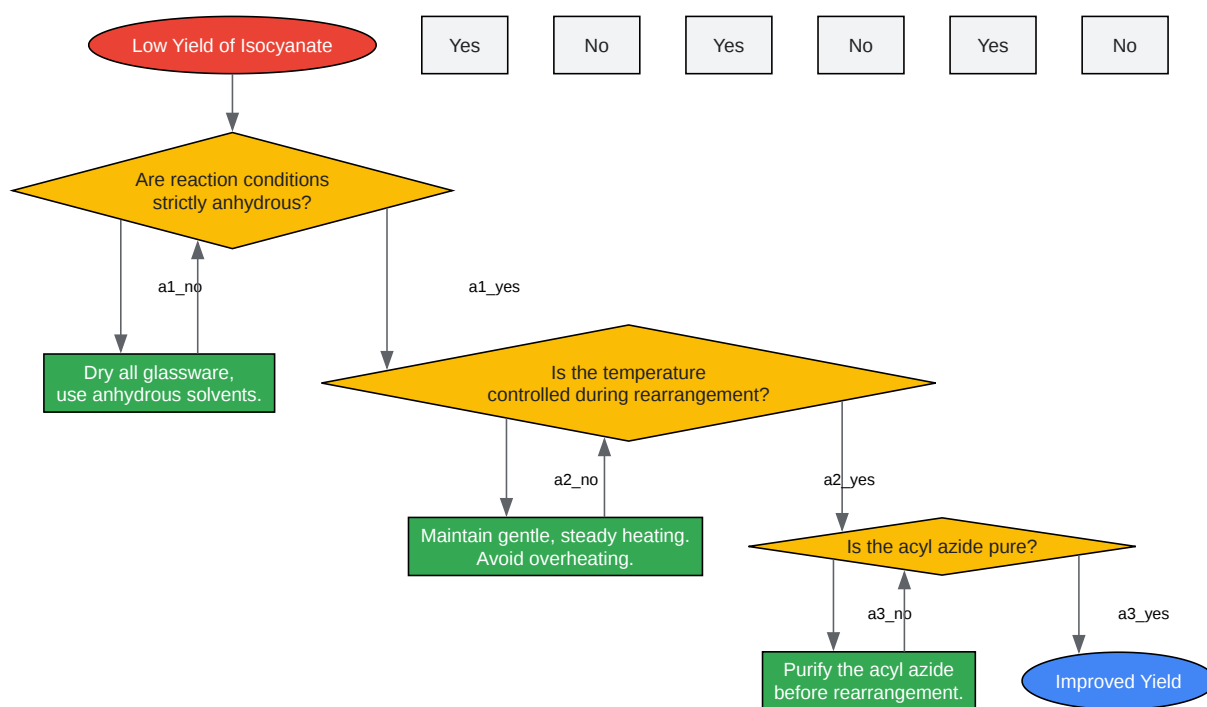 Low Yield of Isocyanate
Yes
No
Yes
No
Yes
No
Are reaction conditions
strictly anhydrous?
a1_no
a1_yes
Dry all glassware,
use anhydrous solvents.
Is the temperature
controlled during rearrangement?
a2_no
a2_yes
Maintain gentle, steady heating.
Avoid overheating.
Is the acyl azide pure?
a3_no
a3_yes
Purify the acyl azide
before rearrangement.
Improved Yield